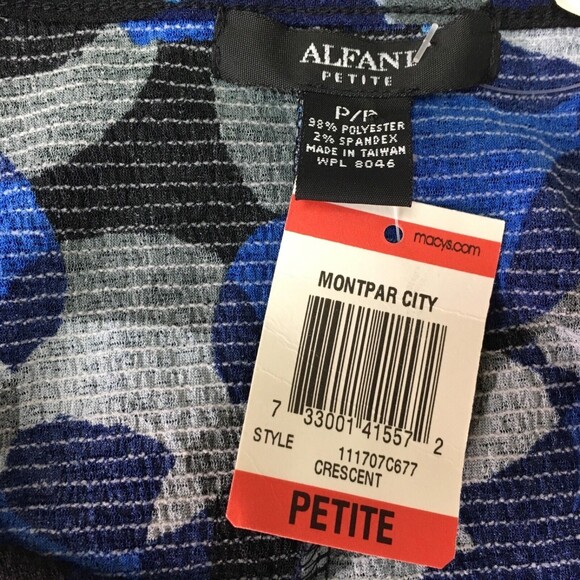 ALFANI
PETITE
P/P
98% POLYESTER
2% SPANDEX
MADE IN TAIWAN
WPL 8046
macys.com
MONTPAR CITY
7 33001 41557 2
STYLE
111707C677
CRESCENT
PETITE